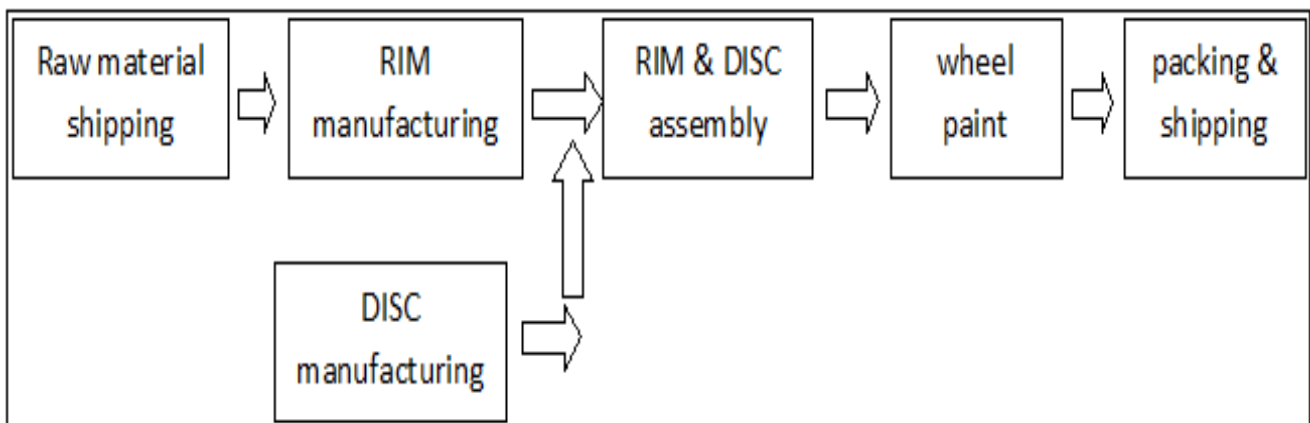 Raw material
shipping
RIM
manufacturing
RIM & DISC
assembly
wheel
paint
packing &
shipping
DISC
manufacturing